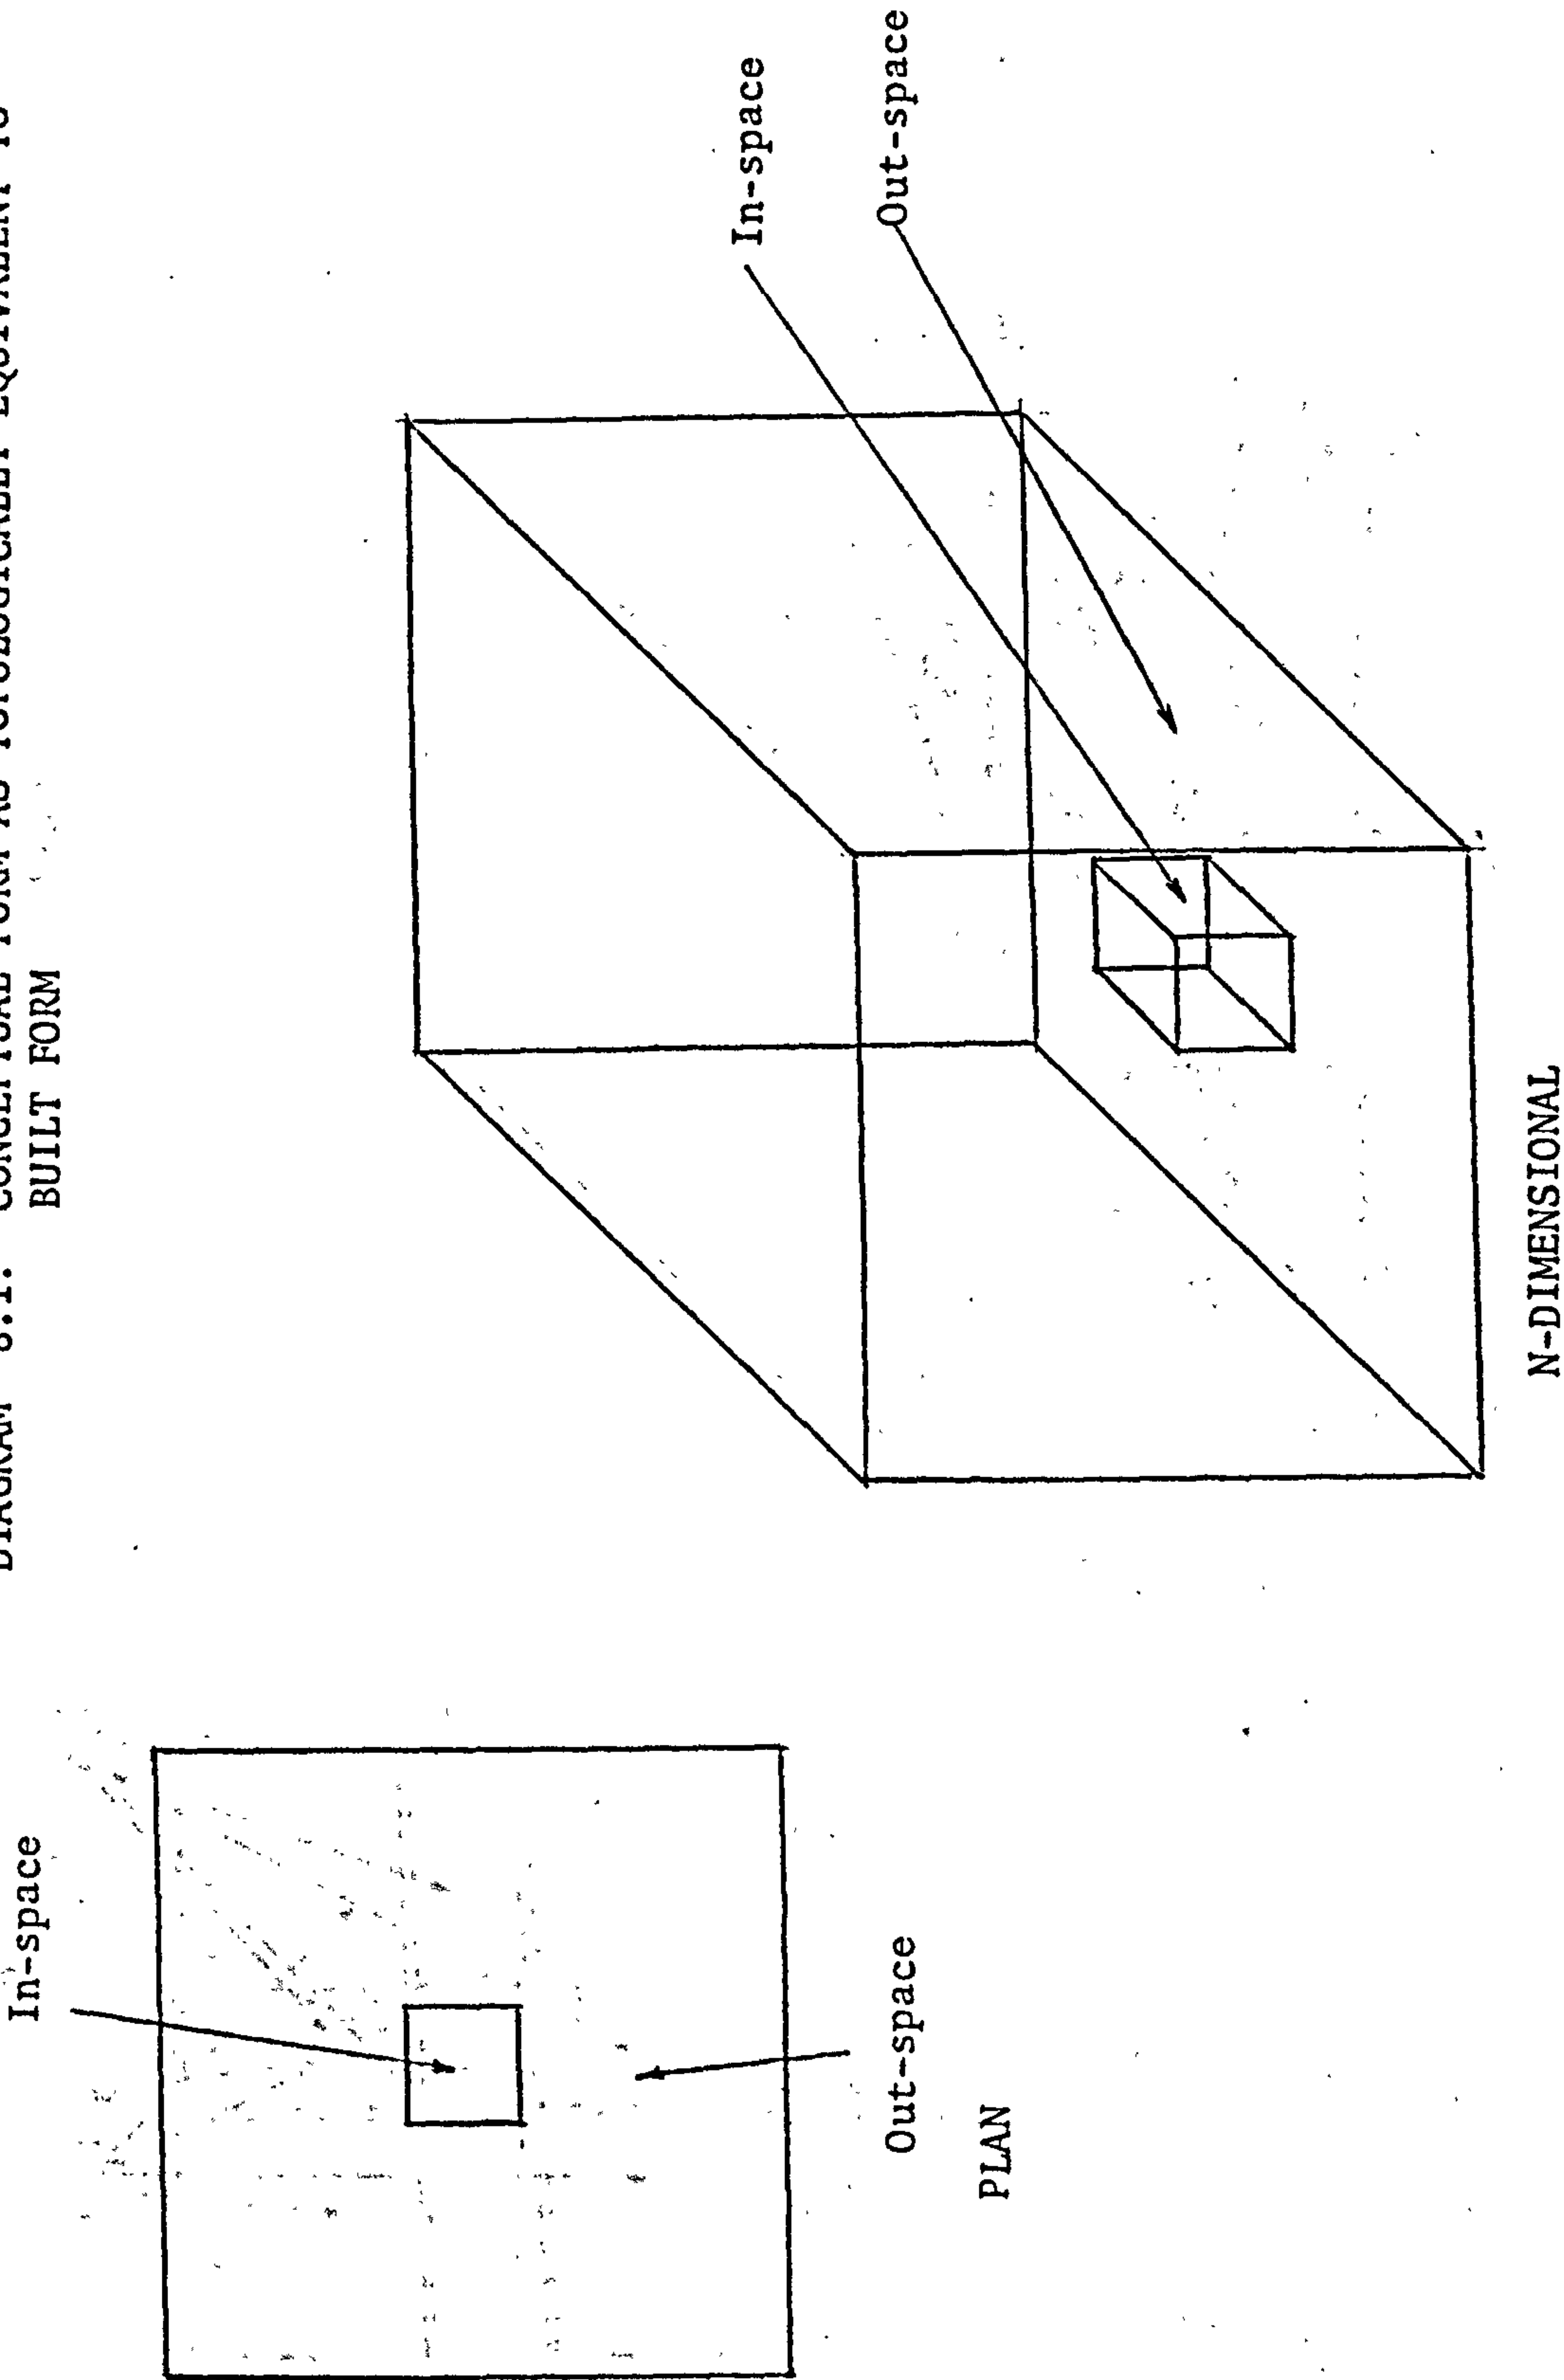 DIAGRAM 8.1. CONCEPTUAL FORM AS TOPOLOGICALLY EQUIVALENT TO
BUILT FORM
In-space
Out-space
PLAN
In-space
Out-space
N-DIMENSIONAL